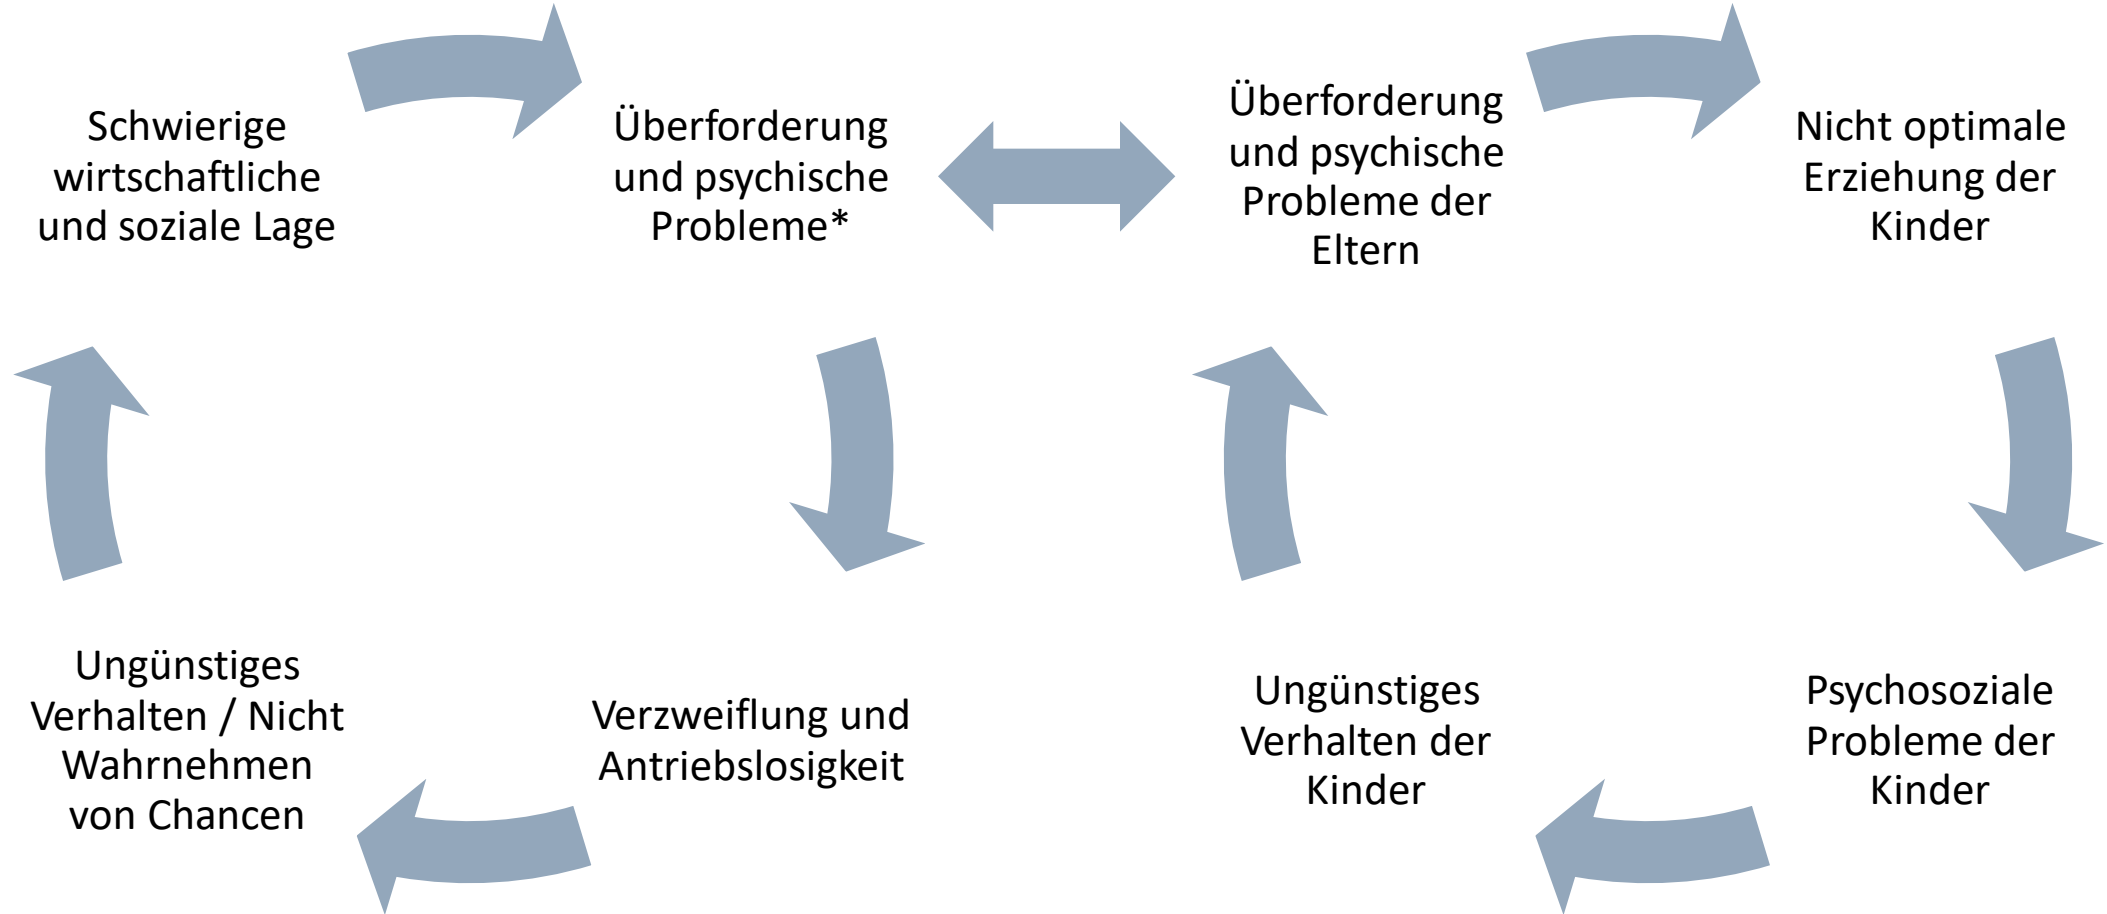 Schwierige
wirtschaftliche
und soziale Lage
Überforderung
und psychische
Probleme*
Überforderung
und psychische
Probleme der
Eltern
Nicht optimale
Erziehung der
Kinder
Ungünstiges
Verhalten / Nicht
Wahrnehmen
von Chancen
Verzweiflung und
Antriebslosigkeit
Ungünstiges
Verhalten der
Kinder
Psychosoziale
Probleme der
Kinder